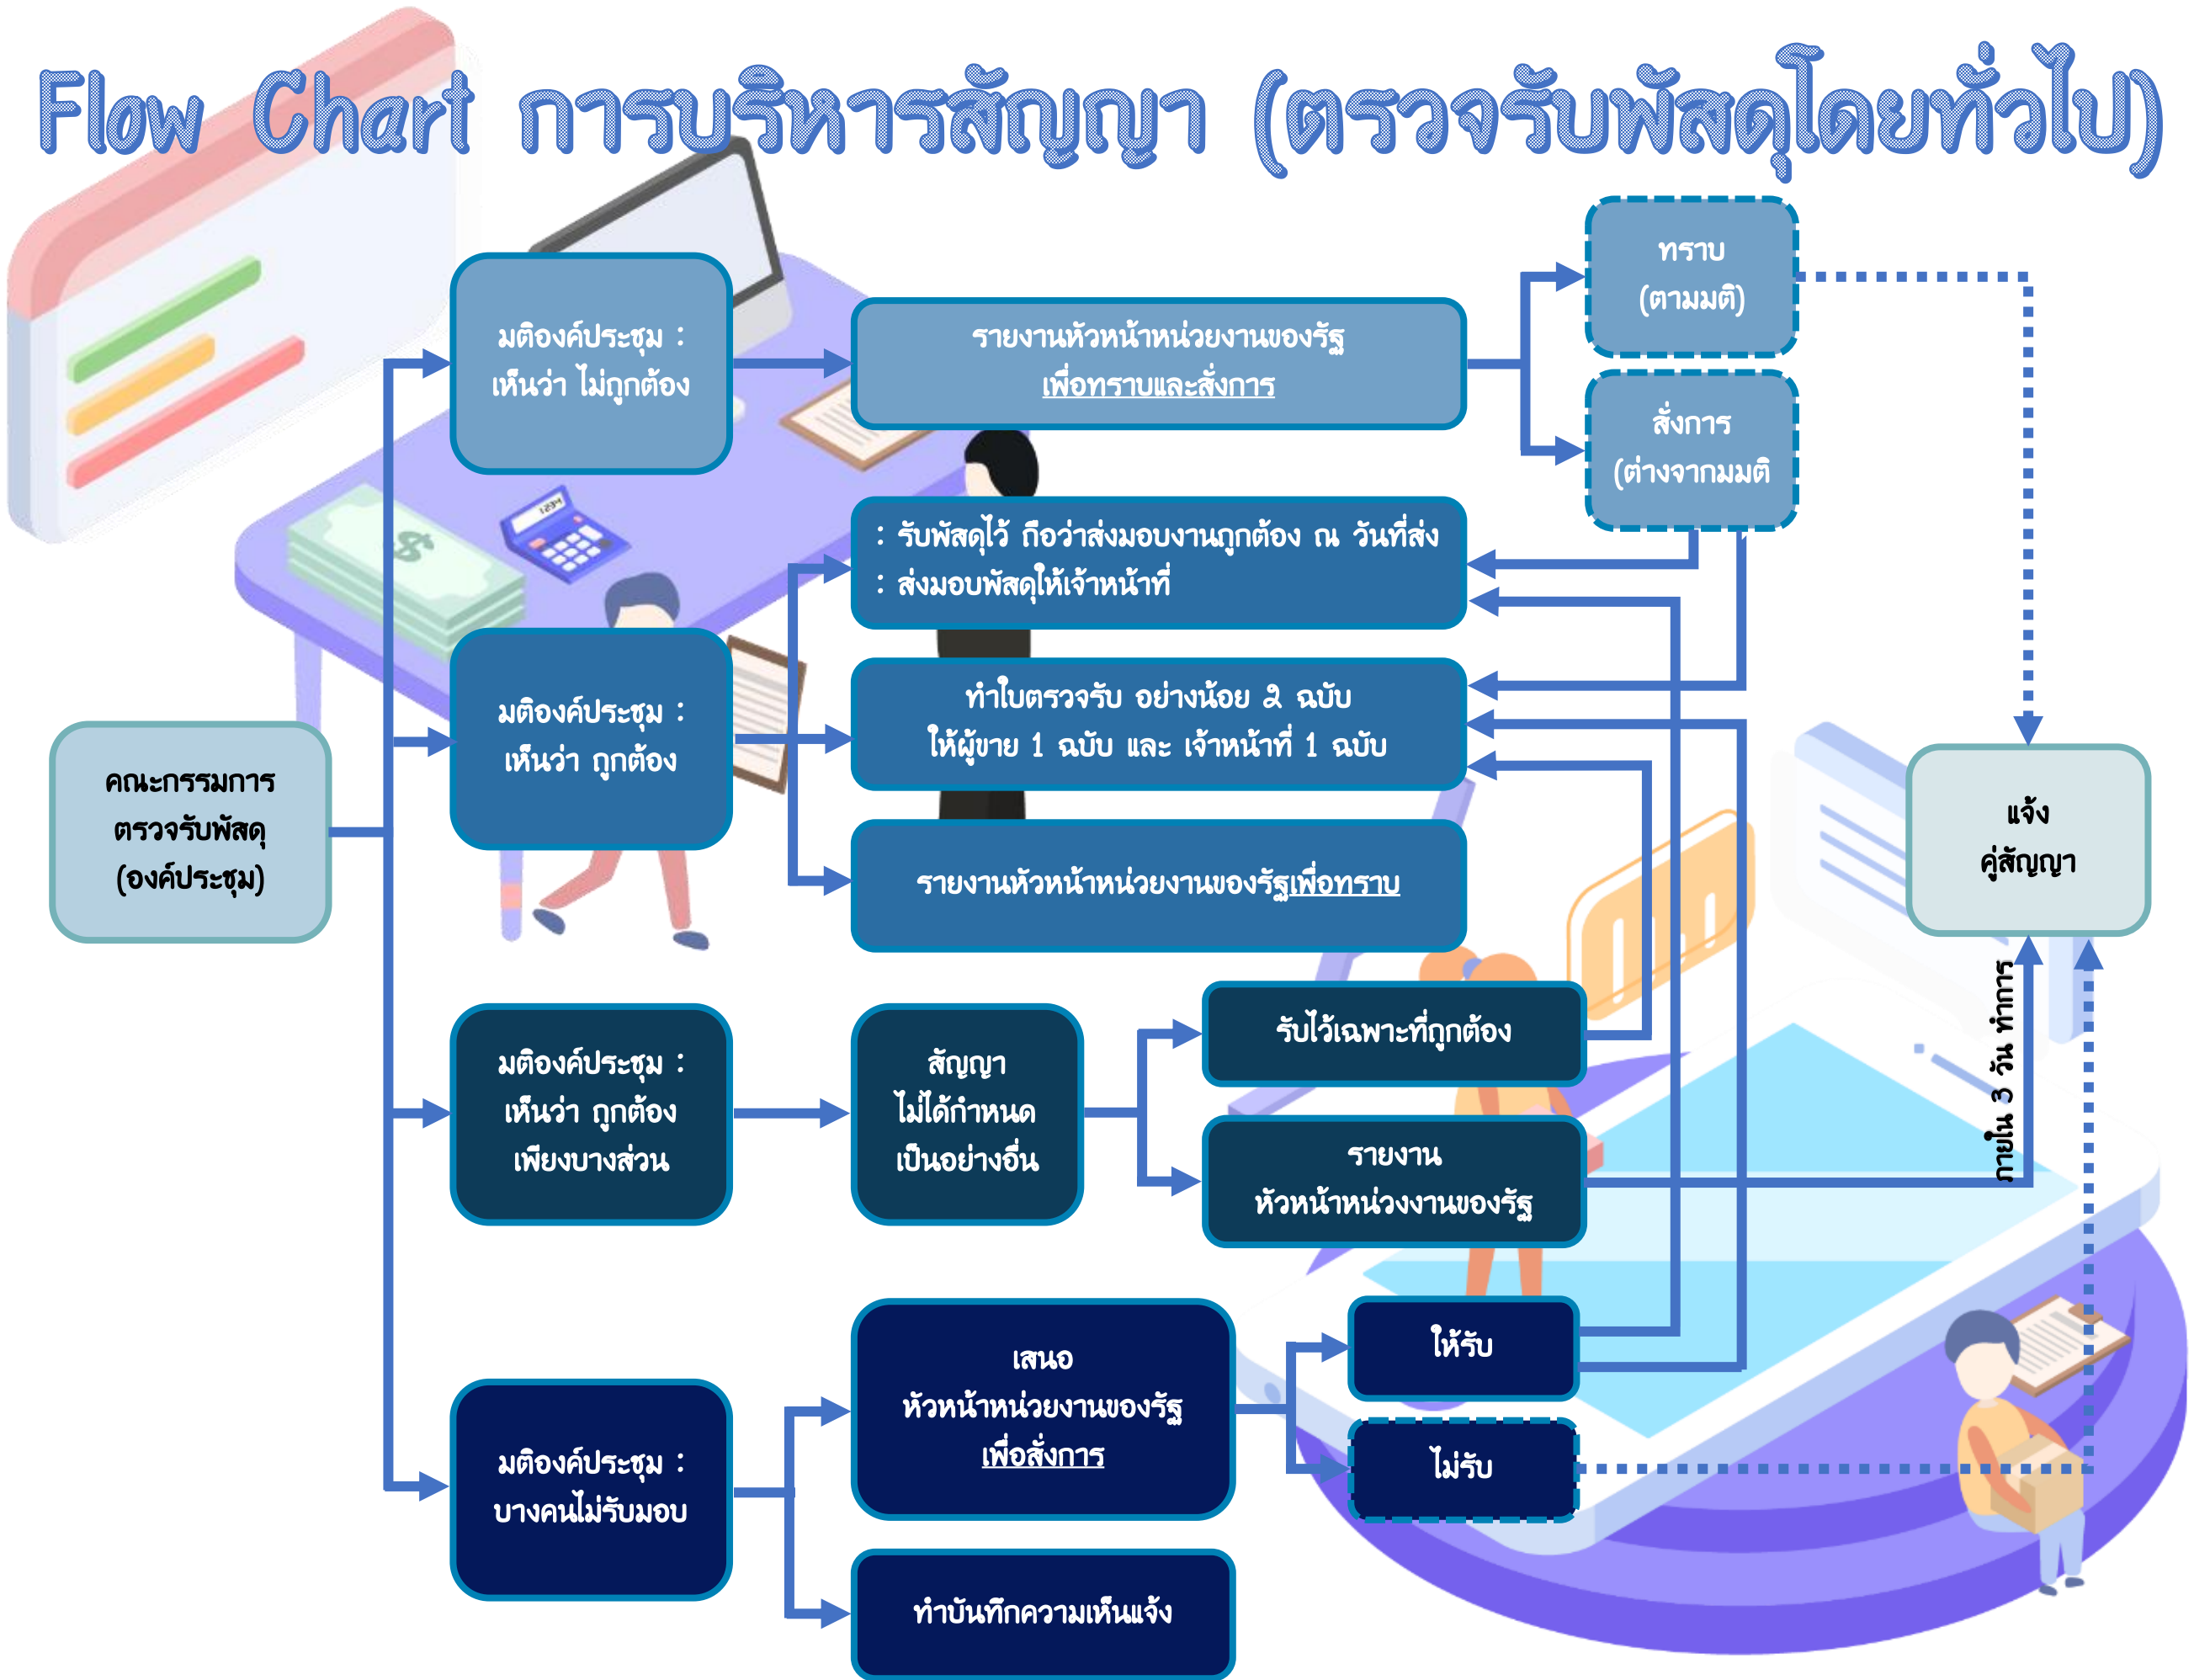 Flow Chart การบริหารสัญญา (ตรวจรับพัสดุโดยทั่วไป)
คณะกรรมการ
ตรวจรับพัสดุ
(องค์ประชุม)
มติองค์ประชุม :
เห็นว่า ไม่ถูกต้อง
รายงานหัวหน้าหน่วยงานของรัฐ
เพื่อทราบและสั่งการ
ทราบ
(ตามมติ)
สั่งการ
(ต่างจากมมติ
มติองค์ประชุม :
เห็นว่า ถูกต้อง
: รับพัสดุไว้ ถือว่าส่งมอบงานถูกต้อง ณ วันที่ส่ง
: ส่งมอบพัสดุให้เจ้าหน้าที่
ทำใบตรวจรับ อย่างน้อย 2 ฉบับ
ให้ผู้ขาย 1 ฉบับ และ เจ้าหน้าที่ 1 ฉบับ
รายงานหัวหน้าหน่วยงานของรัฐเพื่อทราบ
แจ้ง
คู่สัญญา
ภายใน 3 วัน ทำการ
มติองค์ประชุม :
เห็นว่า ถูกต้อง
เพียงบางส่วน
สัญญา
ไม่ได้กำหนด
เป็นอย่างอื่น
รับไว้เฉพาะที่ถูกต้อง
รายงาน
หัวหน้าหน่วงงานของรัฐ
มติองค์ประชุม :
บางคนไม่รับมอบ
เสนอ
หัวหน้าหน่วยงานของรัฐ
เพื่อสั่งการ
ให้รับ
ไม่รับ
ทำบันทึกความเห็นแจ้ง
1234
$